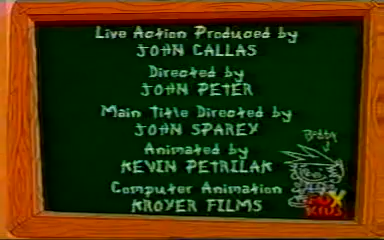 Live Action Produced by
JOHN CALLAS
Directed by
JOHN PETER
Main Title Directed by
JOHN SPAREY
Animated by
KEVIN PETRILAK
Bobby
Computer Animation
KROYER FILMS
FOX
KIDS